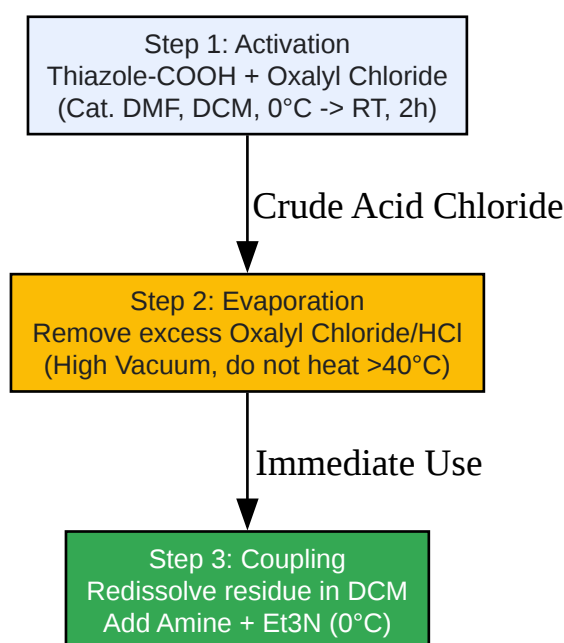 Step 1: Activation
Thiazole-COOH + Oxalyl Chloride
(Cat. DMF, DCM, 0°C -> RT, 2h)
Crude Acid Chloride
Step 2: Evaporation
Remove excess Oxalyl Chloride/HCl
(High Vacuum, do not heat >40°C)
Immediate Use
Step 3: Coupling
Redissolve residue in DCM
Add Amine + Et3N (0°C)